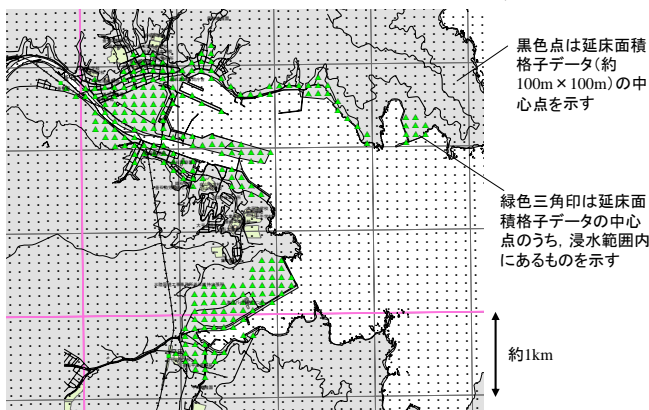 黒色点は延床面積
格子データ（約
100m×100m）の中
心点を示す
緑色三角印は延床面
積格子データの中心
点のうち，浸水範囲内
にあるものを示す
約1km